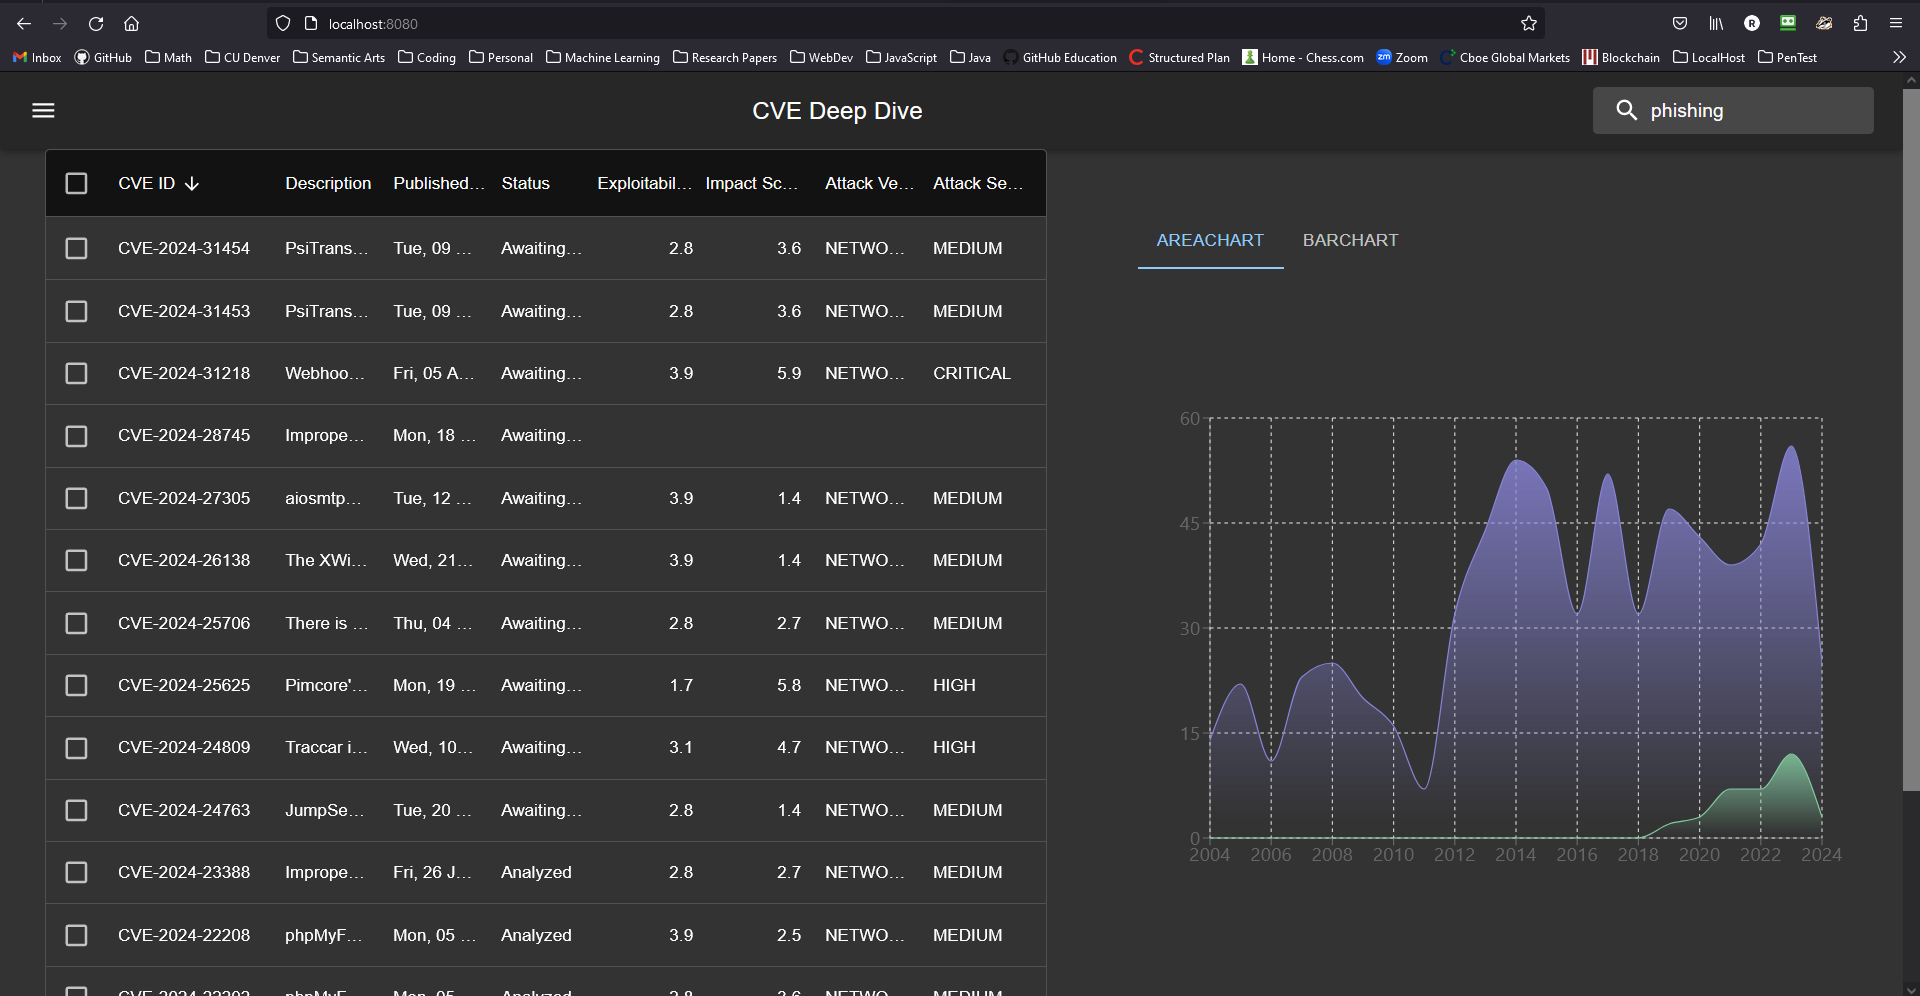 localhost:8080
Inbox GitHub Math CU Denver Semantic Arts Coding Personal Machine Learning Research Papers WebDev JavaScript Java GitHub Education Structured Plan Home - Chess.com Zoom Cboe Global Markets Blockchain LocalHost PenTest
CVE Deep Dive
phishing
CVE ID Description Published... Status Exploitabil... Impact Sc... Attack Ve... Attack Se...
CVE-2024-31454 PsiTrans... Tue, 09 ... Awaiting... 2.8 3.6 NETWO... MEDIUM
CVE-2024-31453 PsiTrans... Tue, 09 ... Awaiting... 2.8 3.6 NETWO... MEDIUM
CVE-2024-31218 Webhoo... Fri, 05 A... Awaiting... 3.9 5.9 NETWO... CRITICAL
CVE-2024-28745 Imprope... Mon, 18 ... Awaiting...
CVE-2024-27305 aiosmtp... Tue, 12 ... Awaiting... 3.9 1.4 NETWO... MEDIUM
CVE-2024-26138 The XWi... Wed, 21... Awaiting... 3.9 1.4 NETWO... MEDIUM
CVE-2024-25706 There is ... Thu, 04 ... Awaiting... 2.8 2.7 NETWO... MEDIUM
CVE-2024-25625 Pimcore'... Mon, 19 ... Awaiting... 1.7 5.8 NETWO... HIGH
CVE-2024-24809 Traccar i... Wed, 10... Awaiting... 3.1 4.7 NETWO... HIGH
CVE-2024-24763 JumpSe... Tue, 20 ... Awaiting... 2.8 1.4 NETWO... MEDIUM
CVE-2024-23388 Imprope... Fri, 26 J... Analyzed 2.8 2.7 NETWO... MEDIUM
CVE-2024-22208 phpMyF... Mon, 05 ... Analyzed 3.9 2.5 NETWO... MEDIUM
AREACHART BARCHART
60
45
30
15
0
2004 2006 2008 2010 2012 2014 2016 2018 2020 2022 2024